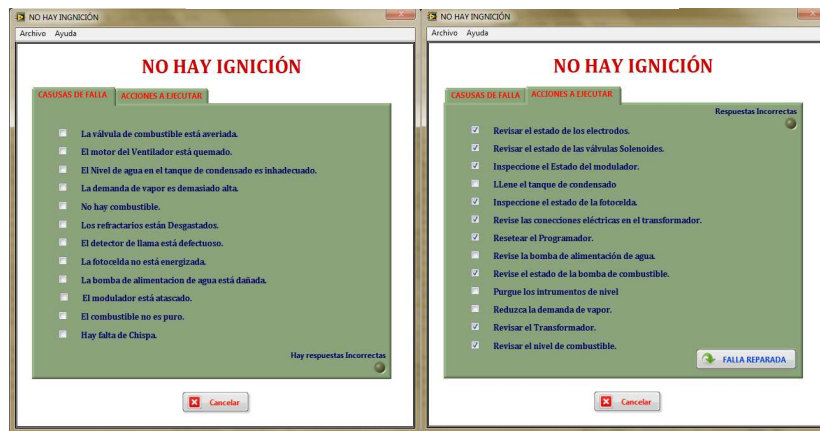 NO HAY INGNICIÓN
Archivo Ayuda
NO HAY IGNICIÓN
CASUSAS DE FALLA
ACCIONES A EJECUTAR
La válvula de combustible está averiada.
El motor del Ventilador está quemado.
El Nivel de agua en el tanque de condensado es inhadecuado.
La demanda de vapor es demasiado alta.
No hay combustible.
Los refractarios están Desgastados.
El detector de llama está defectuoso.
La fotocelda no está energizada.
La bomba de alimentacion de agua está dañada.
El modulador está atascado.
El combustible no es puro.
Hay falta de Chispa.
Hay respuestas Incorrectas
Cancelar
NO HAY INGNICIÓN
Archivo Ayuda
NO HAY IGNICIÓN
CASUSAS DE FALLA
ACCIONES A EJECUTAR
Respuestas Incorrectas
Revisar el estado de los electrodos.
Revisar el estado de las válvulas Solenoides.
Inspeccione el Estado del modulador.
LLene el tanque de condensado
Inspeccione el estado de la fotocelda.
Revise las conecciones eléctricas en el transformador.
Resetear el Programador.
Revise la bomba de alimentación de agua.
Revise el estado de la bomba de combustible.
Purgue los intrumentos de nivel
Reduzca la demanda de vapor.
Revisar el Transformador.
Revisar el nivel de combustible.
FALLA REPARADA
Cancelar